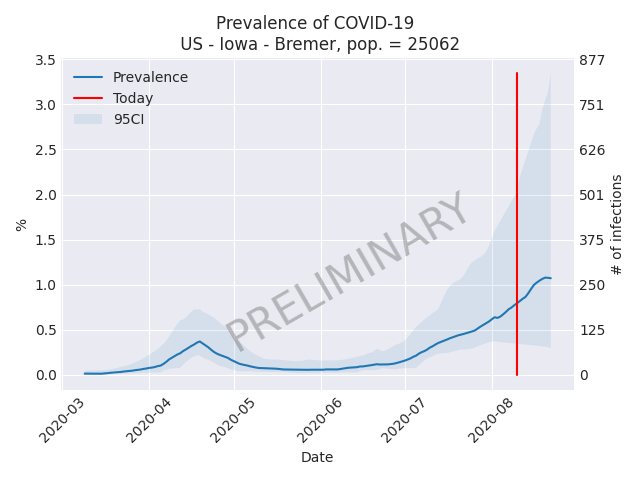 Prevalence of COVID-19
US - Iowa - Bremer, pop. = 25062
3.5
3.0
2.5
2.0
1.5
1.0
0.5
0.0
%
Prevalence
Today
95CI
PRELIMINARY
877
751
626
501
375
250
125
0
# of infections
2020-03
2020-04
2020-05
2020-06
2020-07
2020-08
Date